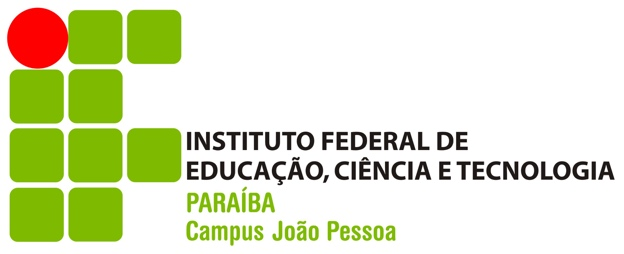 INSTITUTO FEDERAL DE
EDUCAÇÃO, CIÊNCIA E TECNOLOGIA
PARAÍBA
Campus João Pessoa